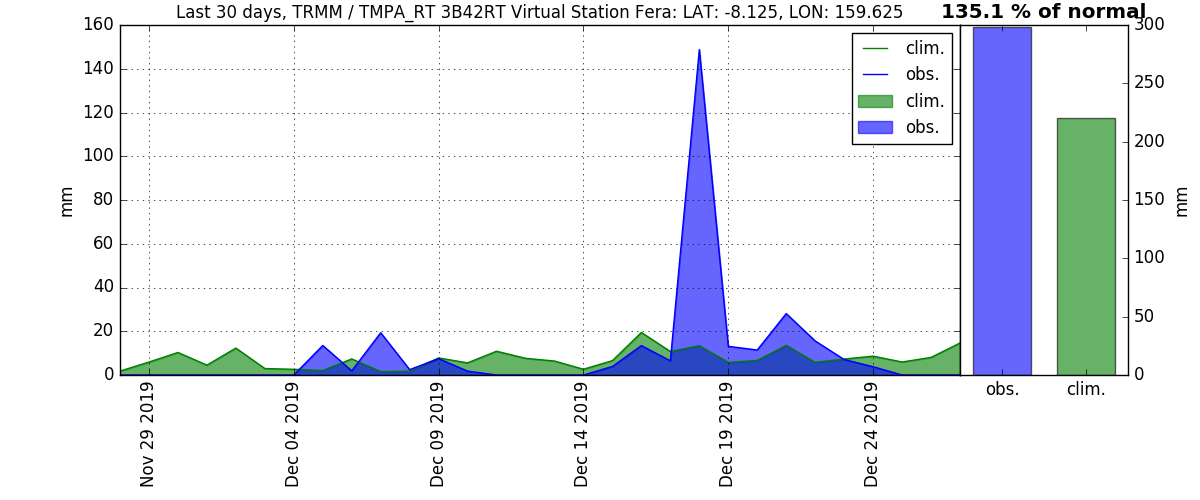 Last 30 days, TRMM / TMPA_RT 3B42RT Virtual Station Fera: LAT: -8.125, LON: 159.625
135.1 % of normal
160
140
120
100
80
60
40
20
0
mm
clim.
obs.
clim.
obs.
Nov 29 2019
Dec 04 2019
Dec 09 2019
Dec 14 2019
Dec 19 2019
Dec 24 2019
300
250
200
150
100
50
0
mm
obs.
clim.